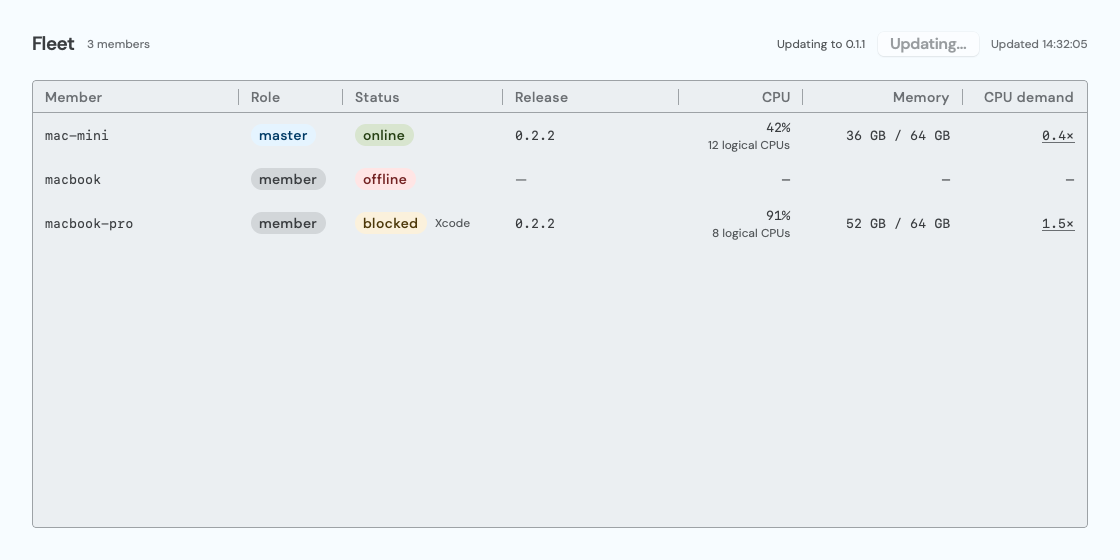 Fleet 3 members Updating to 0.1.1 Updating... Updated 14:32:05
Member Role Status Release CPU Memory CPU demand
mac-mini master online 0.2.2 42% 36 GB / 64 GB 0.4×
12 logical CPUs
macbook member offline — — — —
macbook-pro member blocked Xcode 0.2.2 91% 52 GB / 64 GB 1.5×
8 logical CPUs